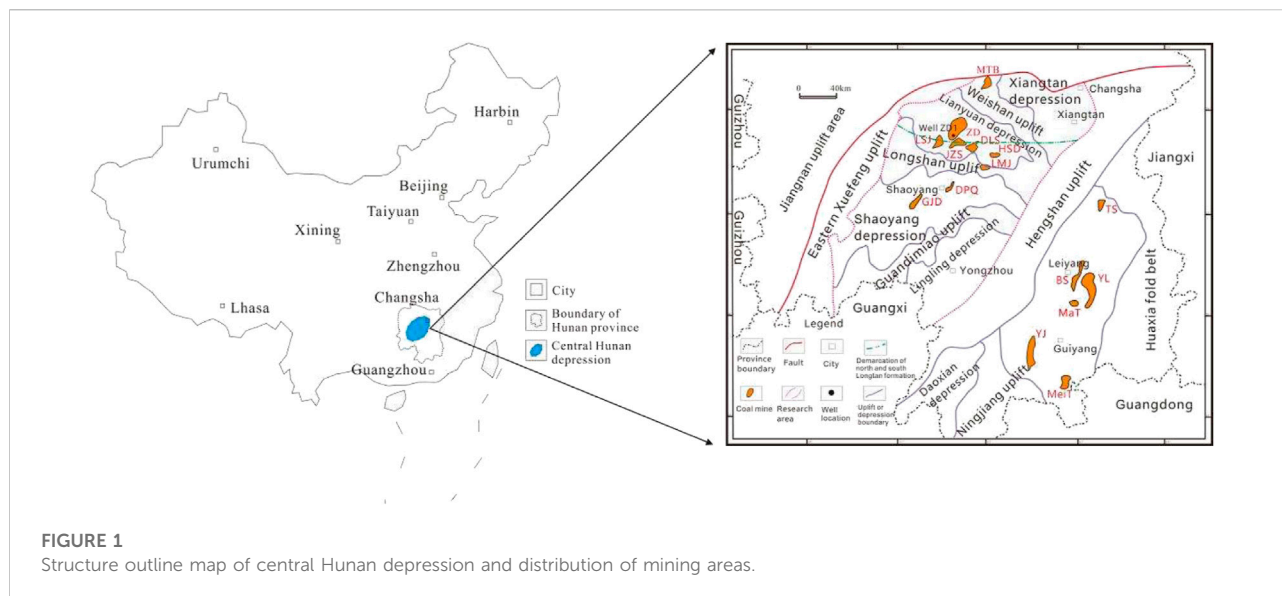 Harbin
Urumchi
Beijing
Taiyuan
Xining
Zhengzhou
Lhasa
Changsha
Guangzhou
City
Boundary of
Hunan province
Central Hunan
depression
MTB
0 40km
Xiangtan
depression
Changsha
Weishan uplift
Xiangtan
Lianyuan depression
Guizhou
Jiangnan uplift area
Well ZD1
ZD
LSJ
DLS
HSD
JZS
LMJ
Longshan uplift
Jiangxi
Eastern Xuefeng uplift
Shaoyang
DPQ
GJD
Hengshan uplift
TS
Guizhou
Shaoyang
depression
Guandimiao uplift
Lingling depression
Yongzhou
Leiyang
BS
YL
MaT
Huaxia fold belt
Guangxi
YJ
Guiyang
MeiT
Daoxian
depression
Ningjiang uplift
Guangdong
Legend
Province
boundary
Fault
City
Demarcation of
north and south
Longtan formation
Coal mine
Research
area
Well
location
Uplift or
depression
boundary
FIGURE 1
Structure outline map of central Hunan depression and distribution of mining areas.